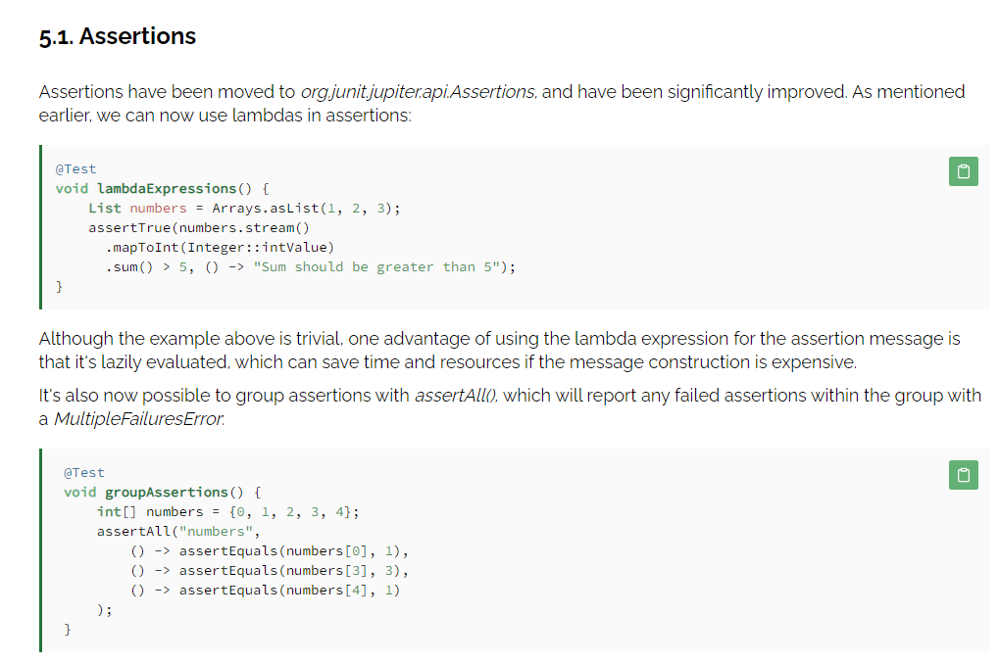 5.1. Assertions
Assertions have been moved to org.junit.jupiter.api.Assertions, and have been significantly improved. As mentioned
earlier, we can now use lambdas in assertions:
@Test
void lambdaExpressions() {
    List numbers = Arrays.asList(1, 2, 3);
    assertTrue(numbers.stream()
      .mapToInt(Integer::intValue)
      .sum() > 5, () -> "Sum should be greater than 5");
}
Although the example above is trivial, one advantage of using the lambda expression for the assertion message is
that it's lazily evaluated, which can save time and resources if the message construction is expensive.
It's also now possible to group assertions with assertAll(), which will report any failed assertions within the group with
a MultipleFailuresError:
@Test
void groupAssertions() {
    int[] numbers = {0, 1, 2, 3, 4};
    assertAll("numbers",
        () -> assertEquals(numbers[0], 1),
        () -> assertEquals(numbers[3], 3),
        () -> assertEquals(numbers[4], 1)
    );
}